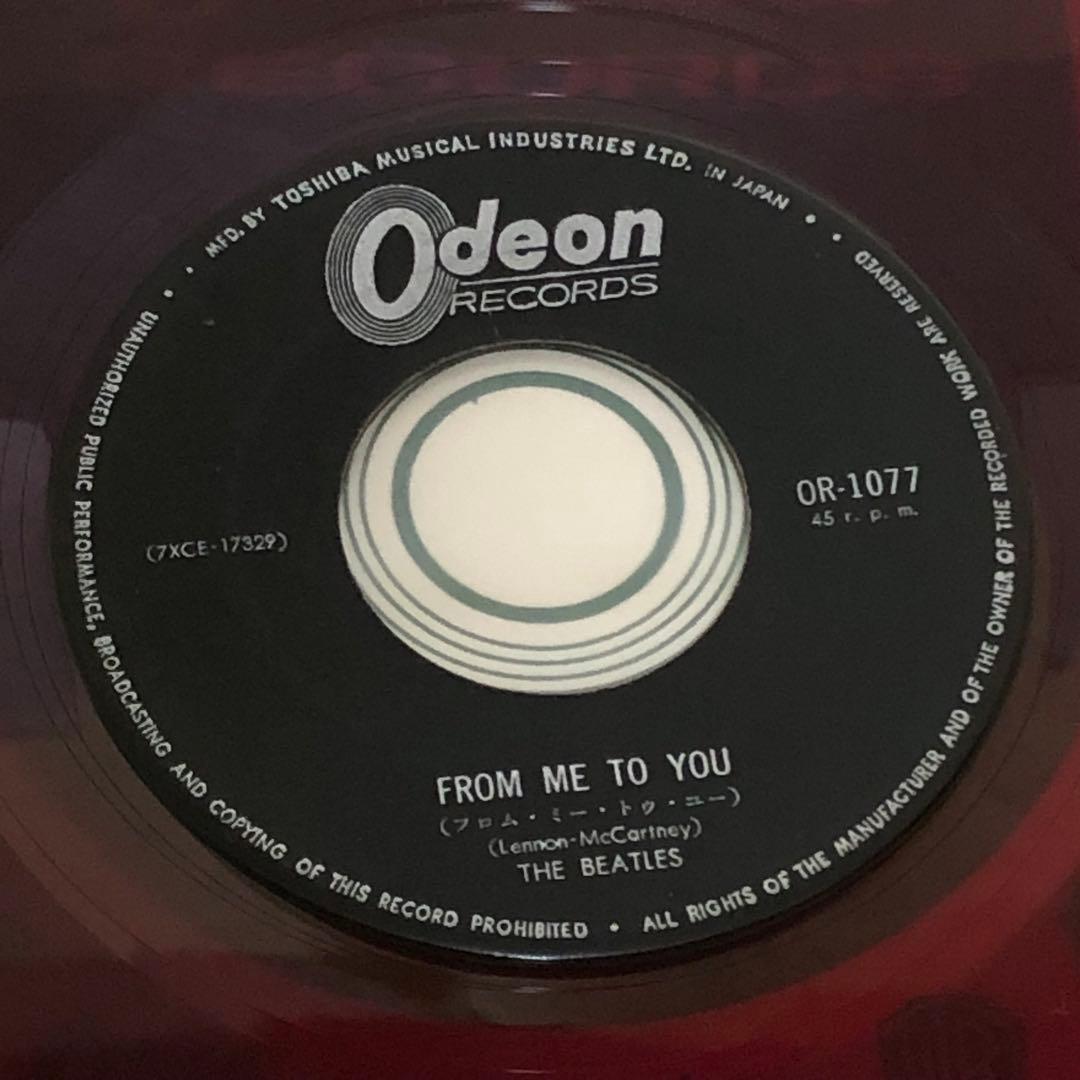 MFD. BY TOSHIBA MUSICAL INDUSTRIES LTD. IN JAPAN
Odeon
RECORDS
OR-1077
45 r. p. m.
(7XCE-17329)
FROM ME TO YOU
(フロム・ミー・トゥ・ユー)
(Lennon-McCartney)
THE BEATLES
UNAUTHORIZED PUBLIC PERFORMANCE, BROADCASTING AND COPYING OF THIS RECORD PROHIBITED • ALL RIGHTS OF THE MANUFACTURER AND OF THE OWNER OF THE RECORDED WORK ARE RESERVED